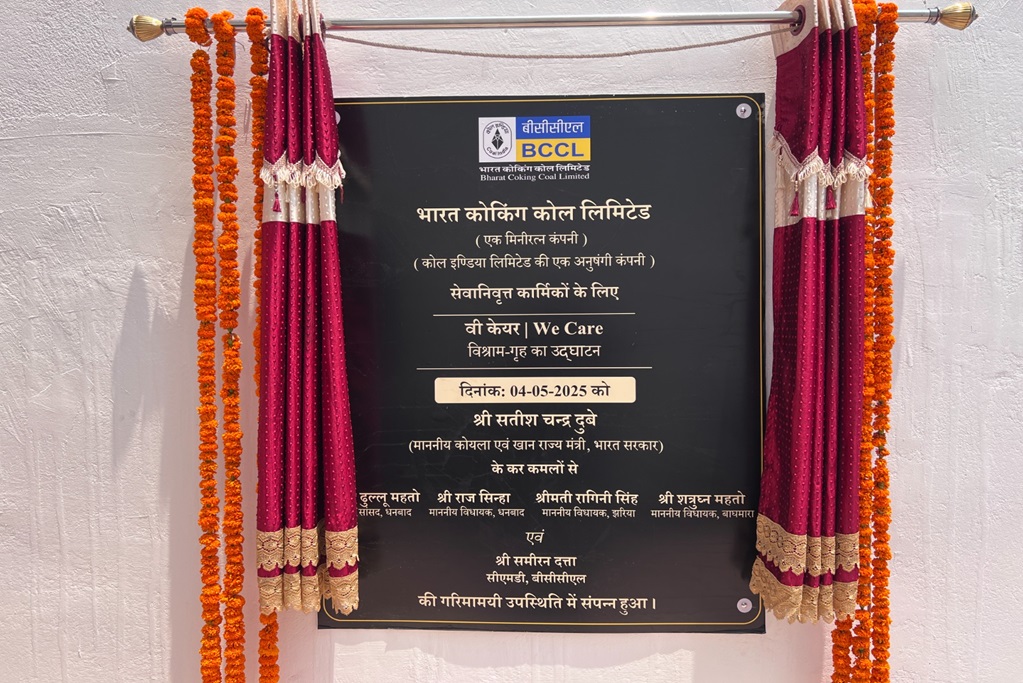 बीसीसीएल
BCCL
Coal India
भारत कोकिंग कोल लिमिटेड
Bharat Coking Coal Limited
भारत कोकिंग कोल लिमिटेड
( एक मिनीरत्न कंपनी )
( कोल इण्डिया लिमिटेड की एक अनुषंगी कंपनी )
सेवानिवृत्त कार्मिकों के लिए
वी केयर | We Care
विश्राम-गृह का उद्घाटन
दिनांक: 04-05-2025 को
श्री सतीश चन्द्र दुबे
(माननीय कोयला एवं खान राज्य मंत्री, भारत सरकार)
के कर कमलों से
ढुल्लू महतो श्री राज सिन्हा श्रीमती रागिनी सिंह श्री शत्रुघ्न महतो
सांसद, धनबाद माननीय विधायक, धनबाद माननीय विधायक, झरिया माननीय विधायक, बाघमारा
एवं
श्री समीरन दत्ता
सीएमडी, बीसीसीएल
की गरिमामयी उपस्थिति में संपन्न हुआ।